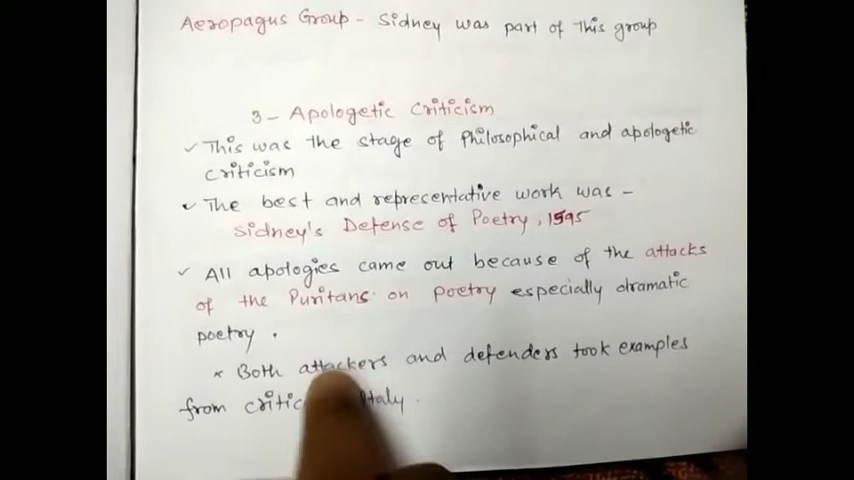 Aeropagus Group - Sidney was part of this group
3- Apologetic Criticism
✓ This was the stage of Philosophical and apologetic
criticism
✓ The best and representative work was -
Sidney's Defense of Poetry, 1595
✓ All apologies came out because of the attacks
of the Puritans on poetry especially dramatic
poetry.
* Both attackers and defenders took examples
from Italy.